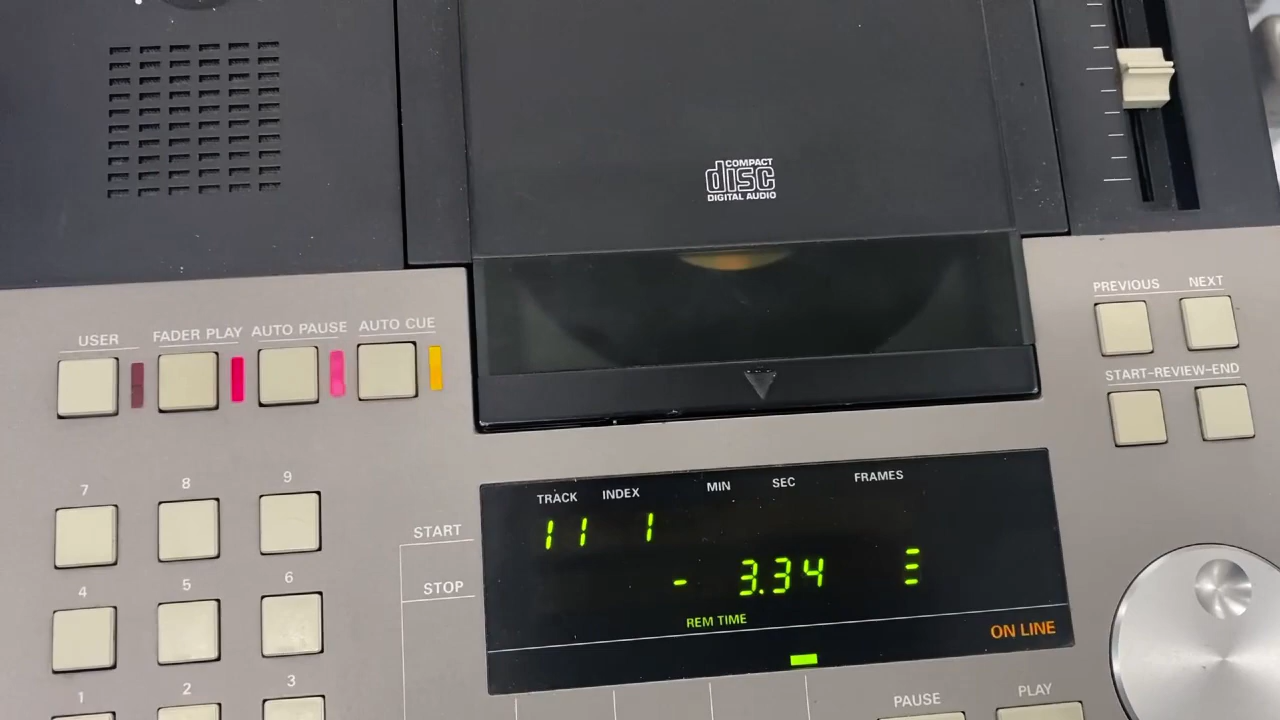 COMPACT
disc
DIGITAL AUDIO
PREVIOUS NEXT
USER FADER PLAY AUTO PAUSE AUTO CUE
START-REVIEW-END
7 8 9
TRACK INDEX MIN SEC FRAMES
START
11 1
STOP
4 5 6
- 3.34
REM TIME
ON LINE
1 2 3
PAUSE PLAY